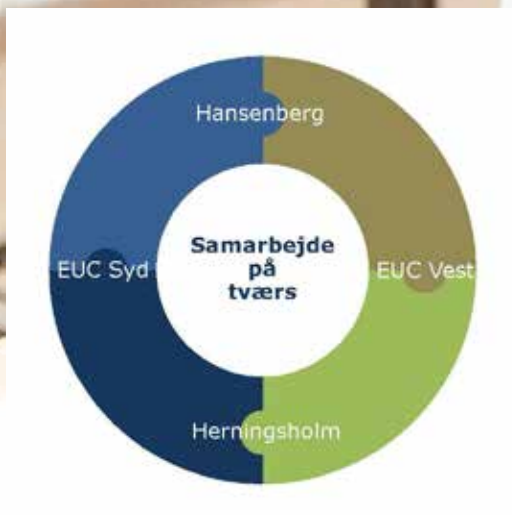 Hansenberg
Samarbejde
på
tværs
EUC Syd
EUC Vest
Herningsholm